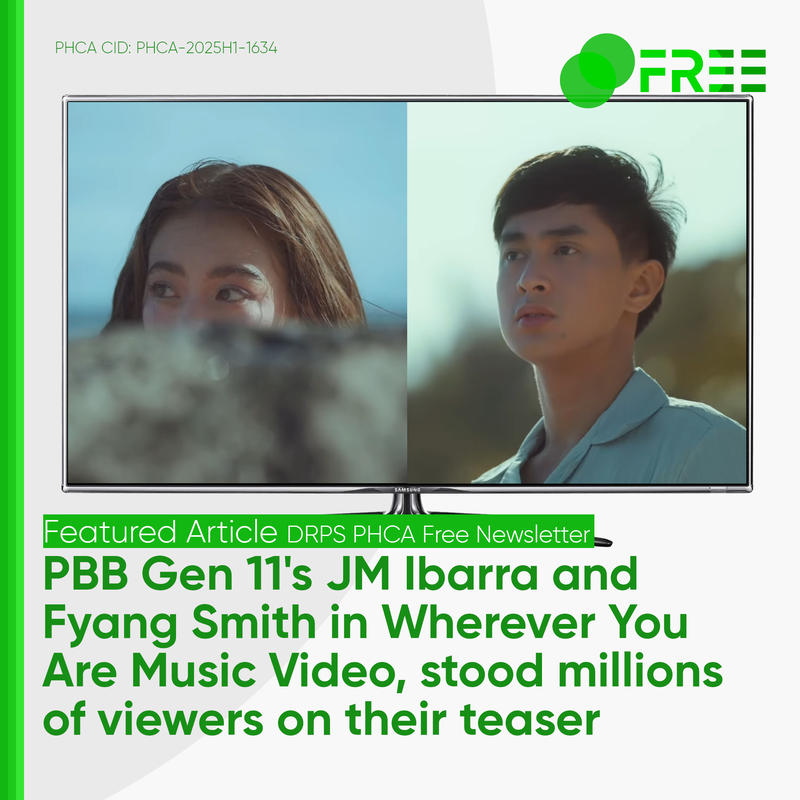 PHCA CID: PHCA-2025H1-1634
FREE
SAMSUNG
Featured Article DRPS PHCA Free Newsletter
PBB Gen 11's JM Ibarra and
Fyang Smith in Wherever You
Are Music Video, stood millions
of viewers on their teaser